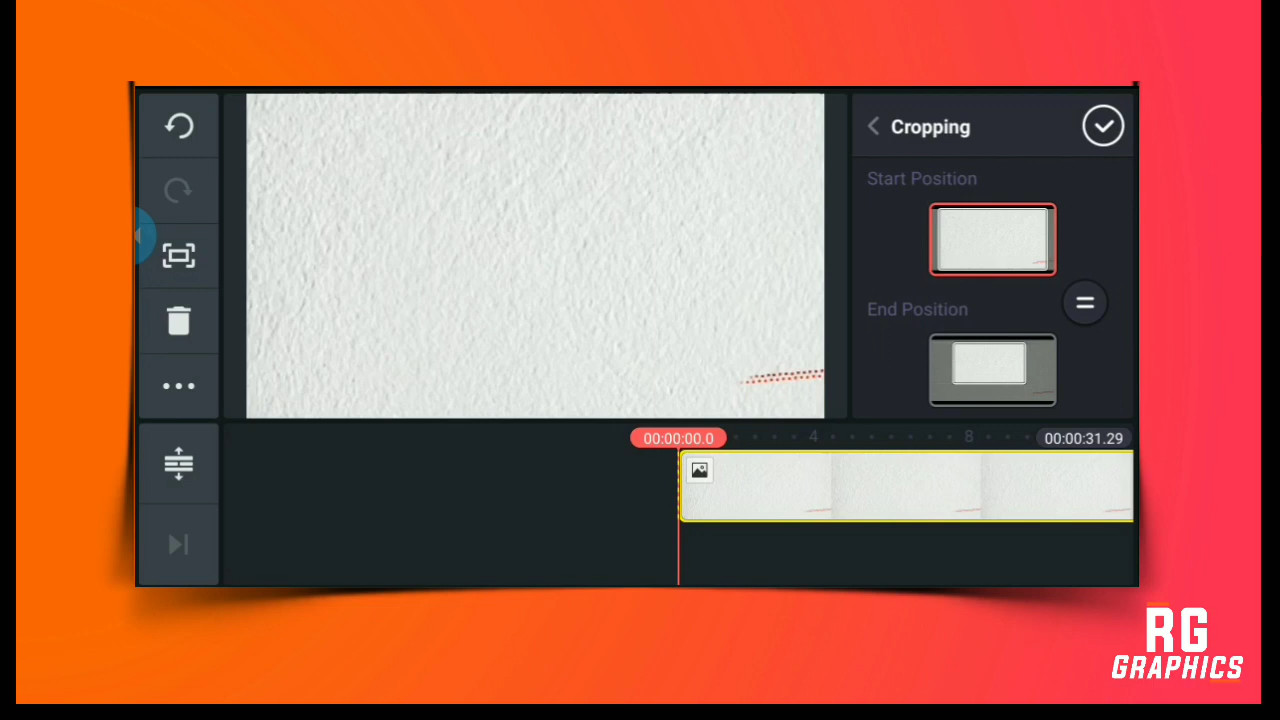 Cropping
Start Position
End Position
00:00:00.0
4
8
00:00:31.29
RG
GRAPHICS